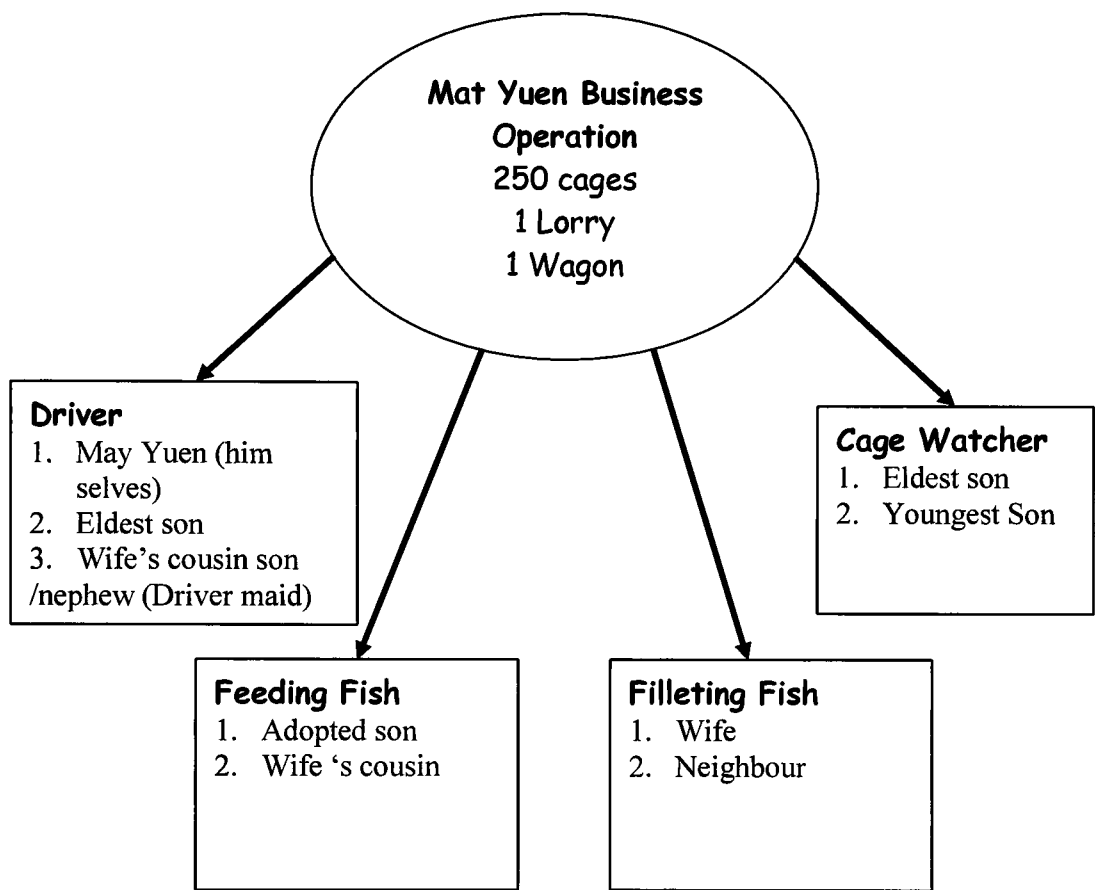 Mat Yuen Business
Operation
250 cages
1 Lorry
1 Wagon
Driver
1. May Yuen (him
selves)
2. Eldest son
3. Wife's cousin son
/nephew (Driver maid)
Cage Watcher
1. Eldest son
2. Youngest Son
Feeding Fish
1. Adopted son
2. Wife 's cousin
Filleting Fish
1. Wife
2. Neighbour